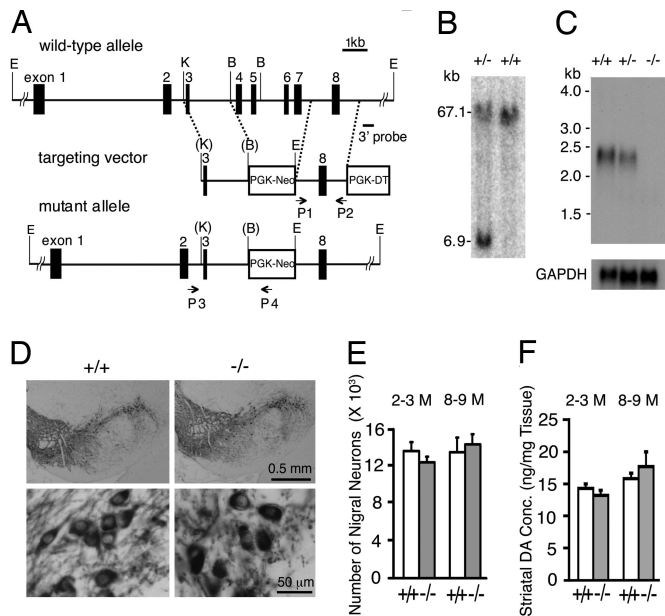 A
wild-type allele
1kb
E
K
B
B
E
exon 1
2
3
4
5
6
7
8
3' probe
targeting vector
(K)
(B)
E
3
PGK-Neo
8
PGK-DT
P1
P2
mutant allele
E
(K)
(B)
E
E
exon 1
2
3
PGK-Neo
8
P3
P4
B
+/- +/+
kb
67.1
6.9
C
+/+ +/- -/-
kb
4.0
3.0
2.5
2.0
1.5
GAPDH
D
+/+
-/-
0.5 mm
50 μm
E
2-3 M 8-9 M
Number of Nigral Neurons (X 10³)
16
12
8
4
0
+/+ -/- +/+ -/-
F
2-3 M 8-9 M
Striatal DA Conc. (ng/mg Tissue)
25
20
15
10
5
0
+/+ -/- +/+ -/-